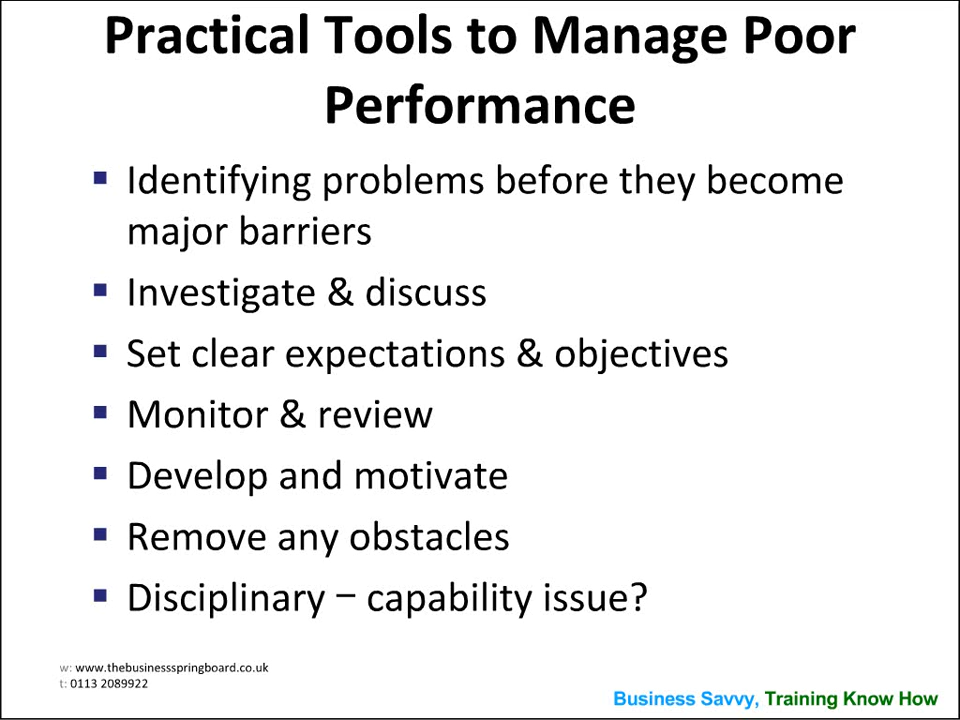 Practical Tools to Manage Poor
Performance
▪ Identifying problems before they become
major barriers
▪ Investigate & discuss
▪ Set clear expectations & objectives
▪ Monitor & review
▪ Develop and motivate
▪ Remove any obstacles
▪ Disciplinary – capability issue?
w: www.thebusinessspringboard.co.uk
t: 0113 2089922
Business Savvy, Training Know How